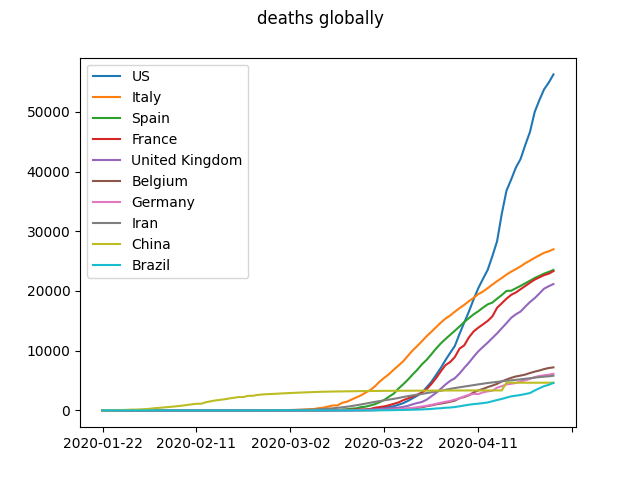 deaths globally
US
Italy
Spain
France
United Kingdom
Belgium
Germany
Iran
China
Brazil
50000
40000
30000
20000
10000
0
2020-01-22 2020-02-11 2020-03-02 2020-03-22 2020-04-11